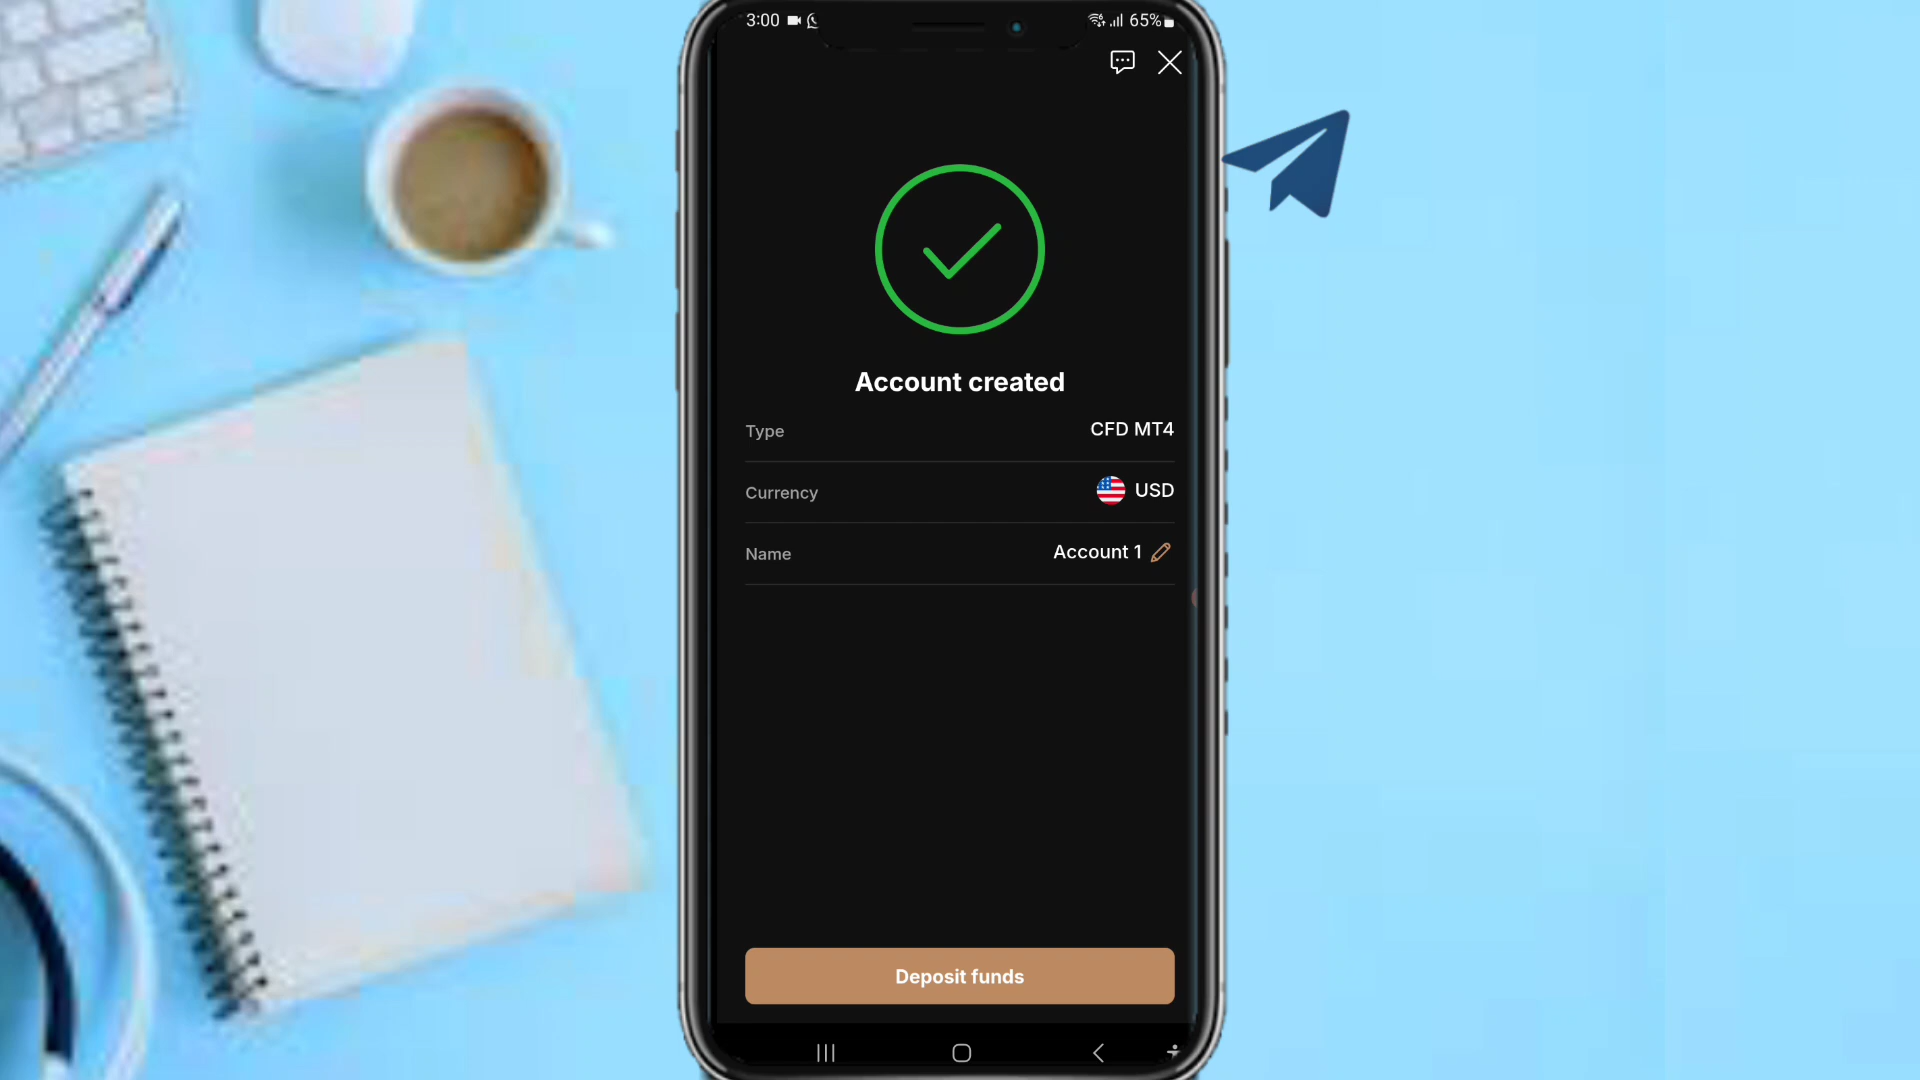 3:00
65%
Account created
Type CFD MT4
Currency USD
Name Account 1
Deposit funds